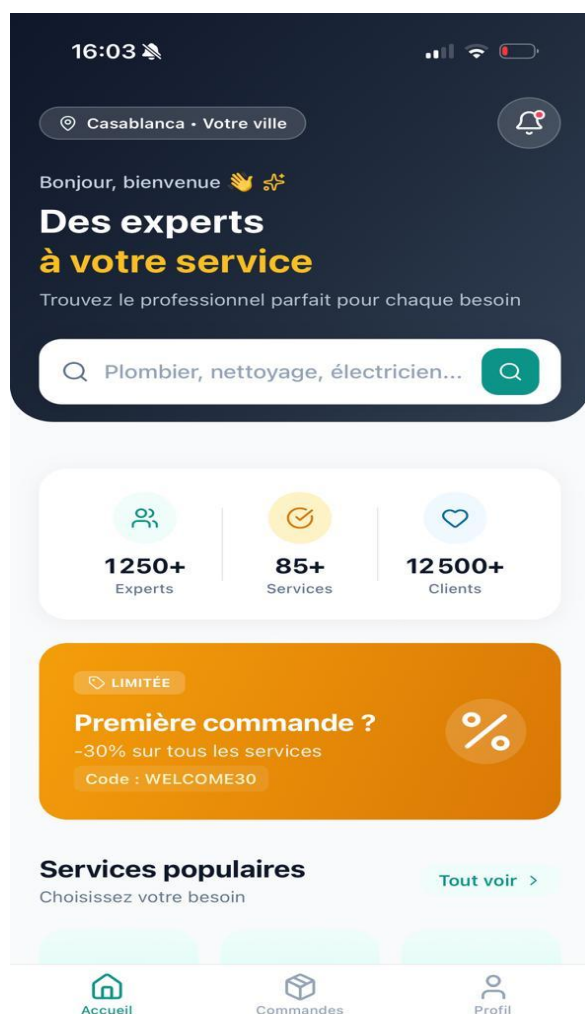 16:03
Casablanca • Votre ville
Bonjour, bienvenue 👋
Des experts
à votre service
Trouvez le professionnel parfait pour chaque besoin
Plombier, nettoyage, électricien...
1250+
Experts
85+
Services
12 500+
Clients
LIMITÉE
Première commande ?
-30% sur tous les services
Code : WELCOME30
Services populaires
Choisissez votre besoin
Tout voir >
Accueil
Commandes
Profil